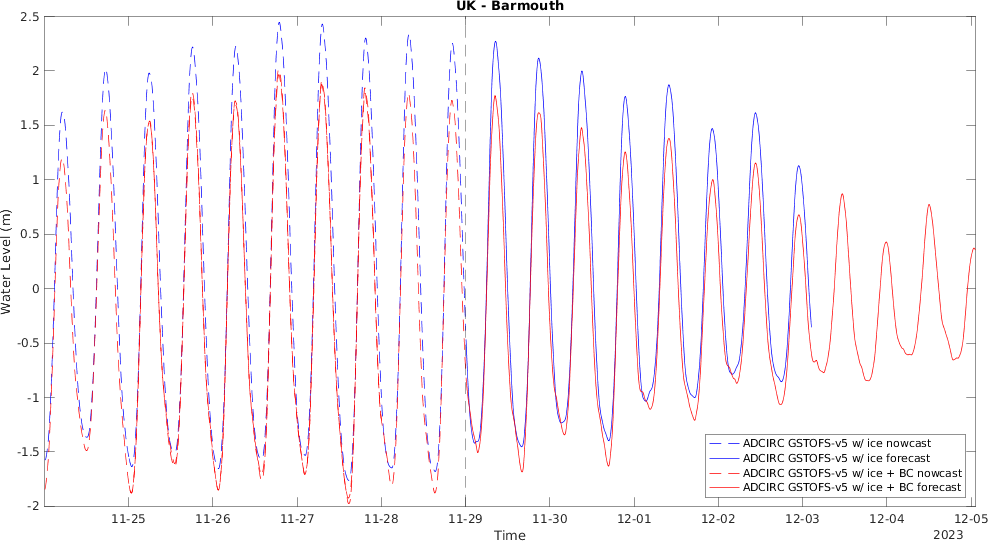 UK - Barmouth
2.5
2
1.5
1
0.5
0
-0.5
-1
-1.5
-2
Water Level (m)
11-25 11-26 11-27 11-28 11-29 11-30 12-01 12-02 12-03 12-04 12-05
Time
2023
ADCIRC GSTOFS-v5 w/ ice nowcast
ADCIRC GSTOFS-v5 w/ ice forecast
ADCIRC GSTOFS-v5 w/ ice + BC nowcast
ADCIRC GSTOFS-v5 w/ ice + BC forecast